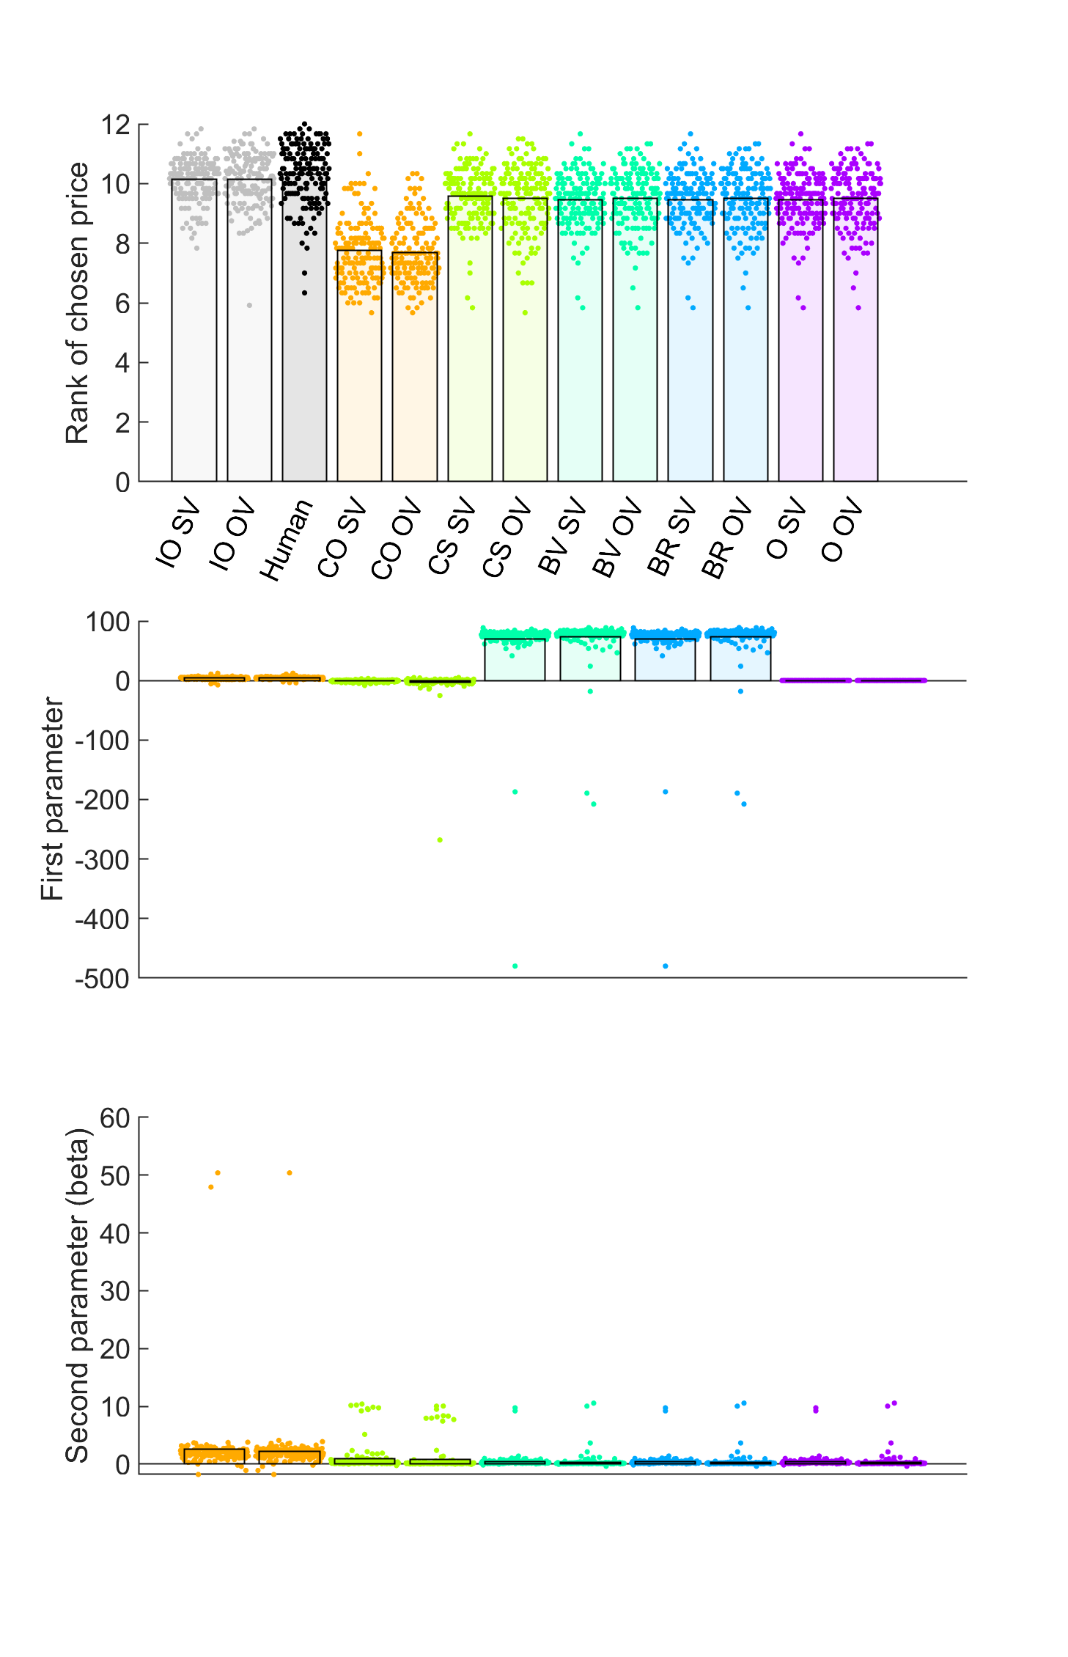 Rank of chosen price
12
10
8
6
4
2
0
IO SV
IO OV
Human
CO SV
CO OV
CS SV
CS OV
BV SV
BV OV
BR SV
BR OV
O SV
O OV
First parameter
100
0
-100
-200
-300
-400
-500
Second parameter (beta)
60
50
40
30
20
10
0